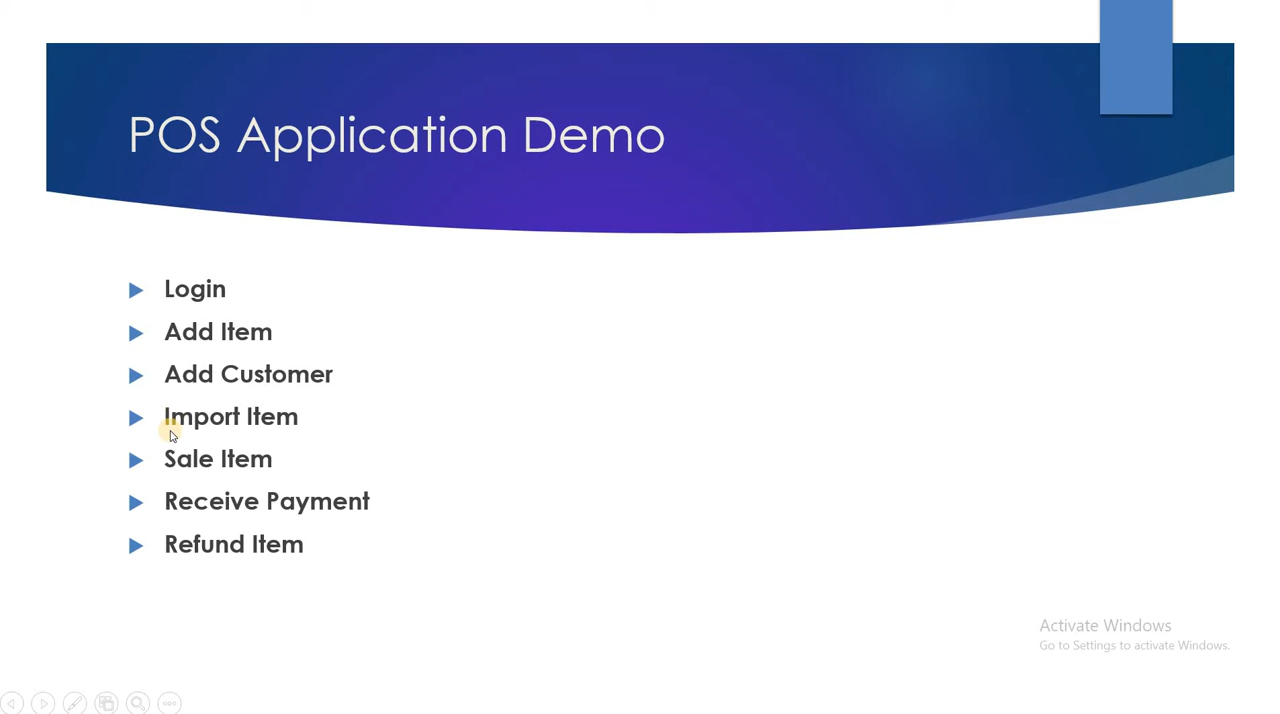 POS Application Demo
Login
Add Item
Add Customer
Import Item
Sale Item
Receive Payment
Refund Item
Activate Windows
Go to Settings to activate Windows.